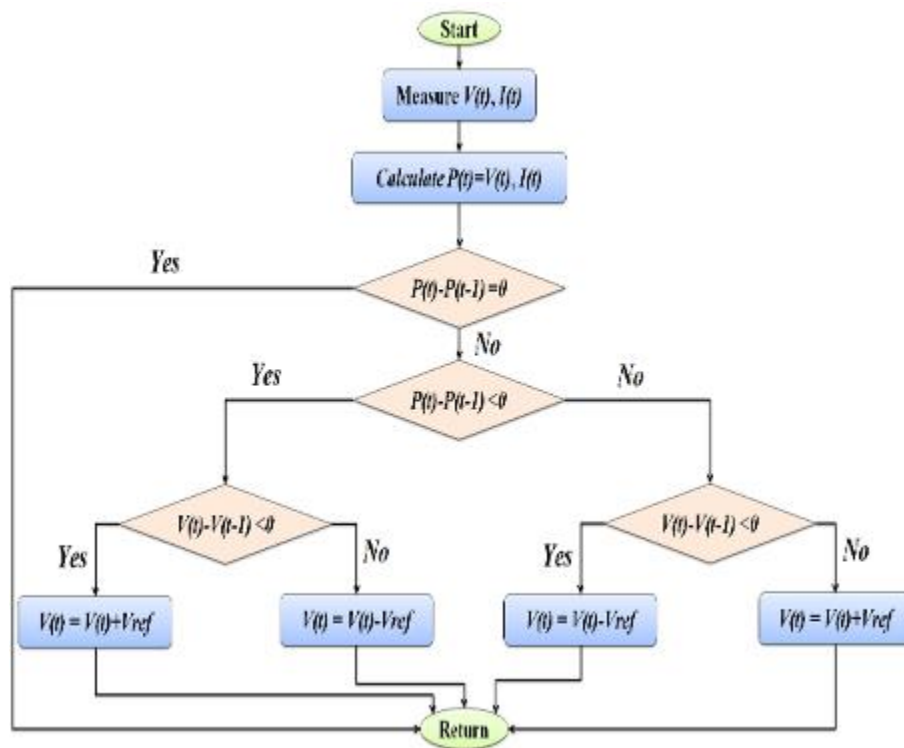 Start
Measure V(t), I(t)
Calculate P(t)=V(t), I(t)
Yes
P(t)-P(t-1)=0
No
Yes
No
P(t)-P(t-1)<0
V(t)-V(t-1)<0
V(t)-V(t-1)<0
Yes
No
Yes
No
V(t) = V(t)+Vref
V(t) = V(t)-Vref
V(t) = V(t)-Vref
V(t) = V(t)+Vref
Return